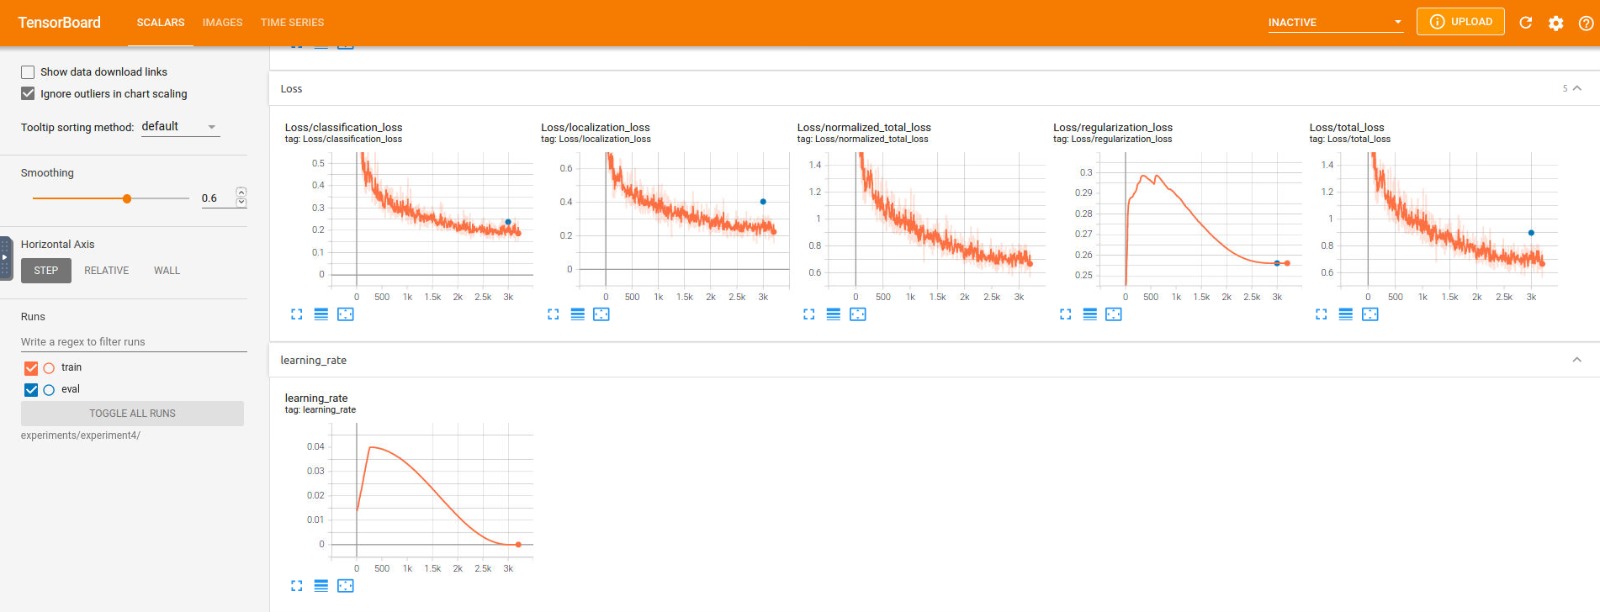 TensorBoard SCALARS IMAGES TIME SERIES INACTIVE UPLOAD
Show data download links
Ignore outliers in chart scaling
Tooltip sorting method: default
Smoothing
0.6
Horizontal Axis
STEP RELATIVE WALL
Runs
Write a regex to filter runs
train
eval
TOGGLE ALL RUNS
experiments/experiment4/
Loss 5
Loss/classification_loss
tag: Loss/classification_loss
0.5
0.4
0.3
0.2
0.1
0
0 500 1k 1.5k 2k 2.5k 3k
Loss/localization_loss
tag: Loss/localization_loss
0.6
0.4
0.2
0
0 500 1k 1.5k 2k 2.5k 3k
Loss/normalized_total_loss
tag: Loss/normalized_total_loss
1.4
1.2
1
0.8
0.6
0 500 1k 1.5k 2k 2.5k 3k
Loss/regularization_loss
tag: Loss/regularization_loss
0.3
0.29
0.28
0.27
0.26
0.25
0 500 1k 1.5k 2k 2.5k 3k
Loss/total_loss
tag: Loss/total_loss
1.4
1.2
1
0.8
0.6
0 500 1k 1.5k 2k 2.5k 3k
learning_rate
learning_rate
tag: learning_rate
0.04
0.03
0.02
0.01
0
0 500 1k 1.5k 2k 2.5k 3k